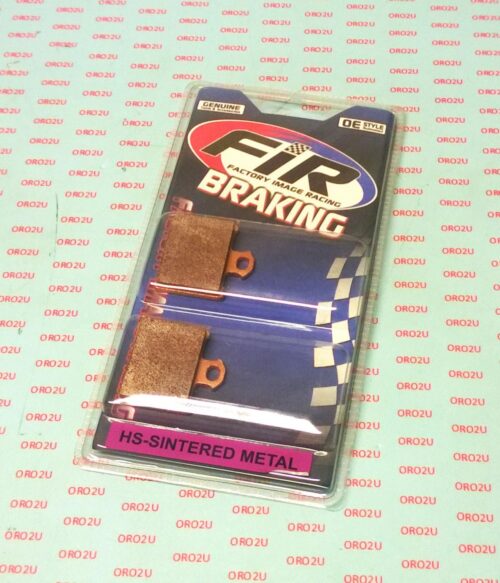 GENUINE
OE STYLE
FIR
FACTORY IMAGE RACING
BRAKING
HS-SINTERED METAL
ORO2U